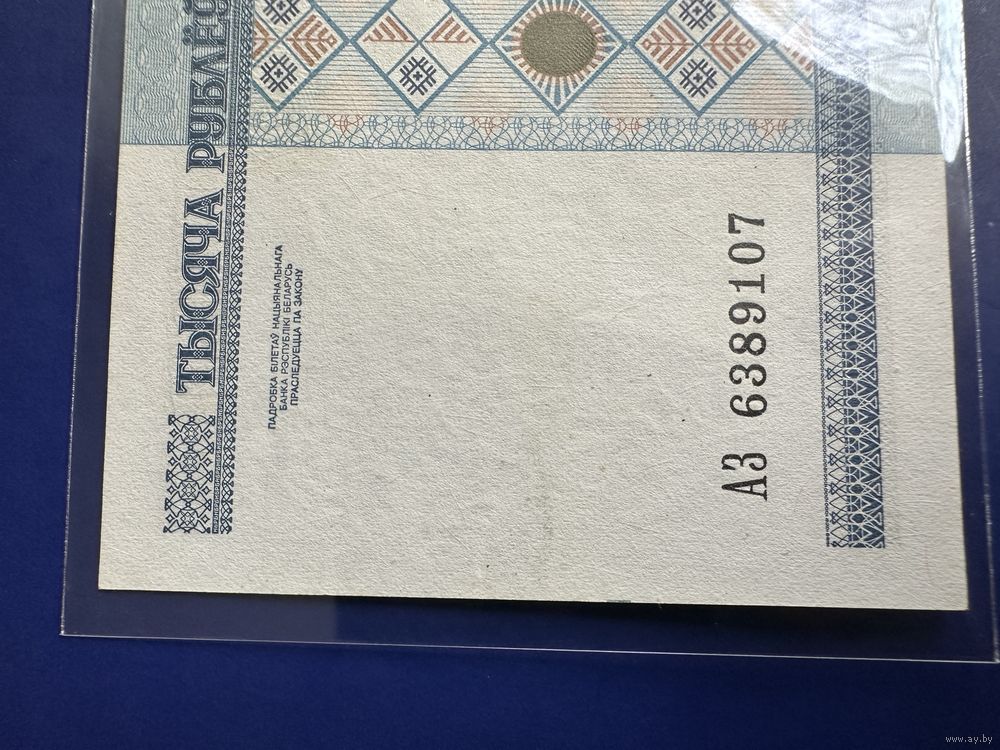 ТЫСЯЧА РУБЛЁЎ
ПАДРОБКА БІЛЕТАЎ НАЦЫЯНАЛЬНАГА
БАНКА РЭСПУБЛІКІ БЕЛАРУСЬ
ПРАСЛЕДУЕЦЦА ПА ЗАКОНУ
АЗ 6389107
www.ay.by